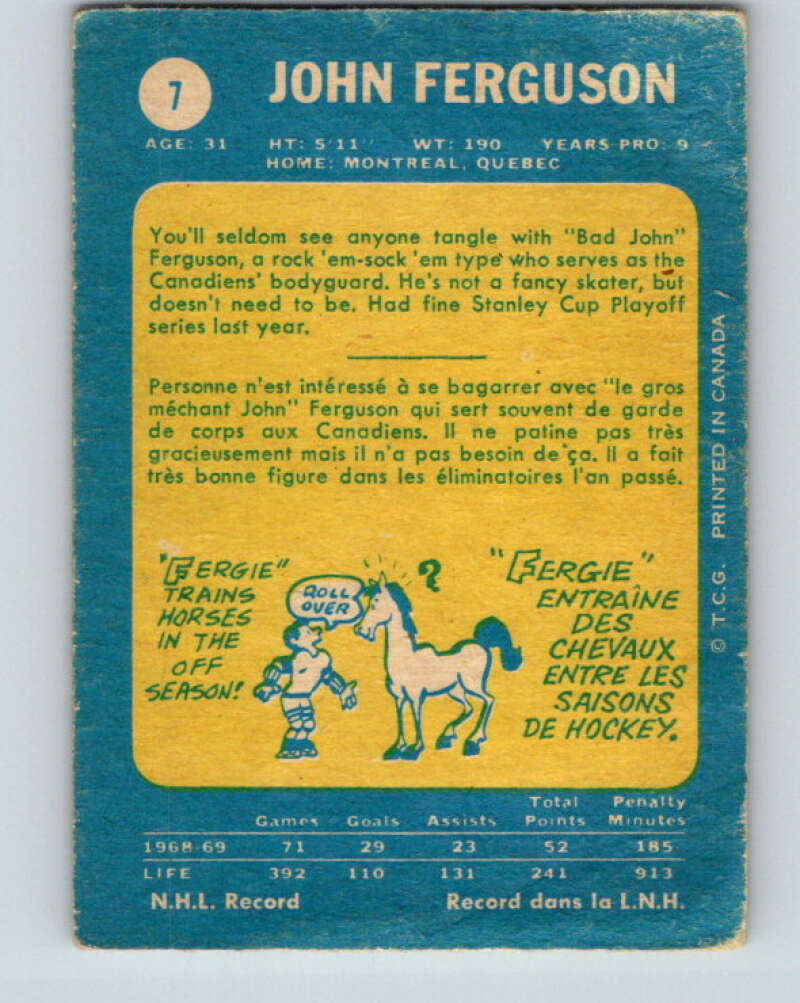 7
JOHN FERGUSON
AGE: 31 HT: 5'11" WT: 190 YEARS PRO: 9
HOME: MONTREAL, QUEBEC
You'll seldom see anyone tangle with "Bad John"
Ferguson, a rock 'em-sock 'em type who serves as the
Canadiens' bodyguard. He's not a fancy skater, but
doesn't need to be. Had fine Stanley Cup Playoff
series last year.
Personne n'est intéressé à se bagarrer avec "le gros
méchant John" Ferguson qui sert souvent de garde
de corps aux Canadiens. Il ne patine pas très
gracieusement mais il n'a pas besoin de ça. Il a fait
très bonne figure dans les éliminatoires l'an passé.
"FERGIE"
TRAINS
HORSES
IN THE
OFF
SEASON!
ROLL
OVER
?
"FERGIE"
ENTRAÎNE
DES
CHEVAUX
ENTRE LES
SAISONS
DE HOCKEY.
© T.C.G. PRINTED IN CANADA
Total Penalty
Games Goals Assists Points Minutes
1968-69 71 29 23 52 185
LIFE 392 110 131 241 913
N.H.L. Record Record dans la L.N.H.